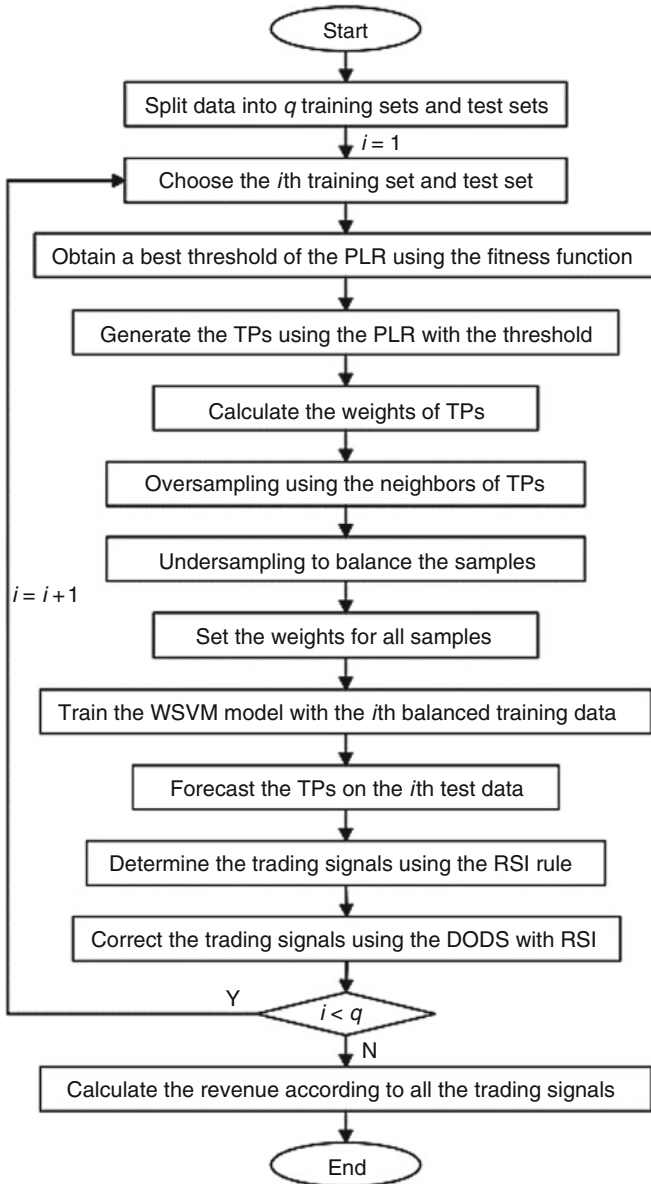 Start
Split data into q training sets and test sets
i = 1
Choose the ith training set and test set
Obtain a best threshold of the PLR using the fitness function
Generate the TPs using the PLR with the threshold
Calculate the weights of TPs
Oversampling using the neighbors of TPs
Undersampling to balance the samples
i = i + 1
Set the weights for all samples
Train the WSVM model with the ith balanced training data
Forecast the TPs on the ith test data
Determine the trading signals using the RSI rule
Correct the trading signals using the DODS with RSI
Y
i < q
N
Calculate the revenue according to all the trading signals
End